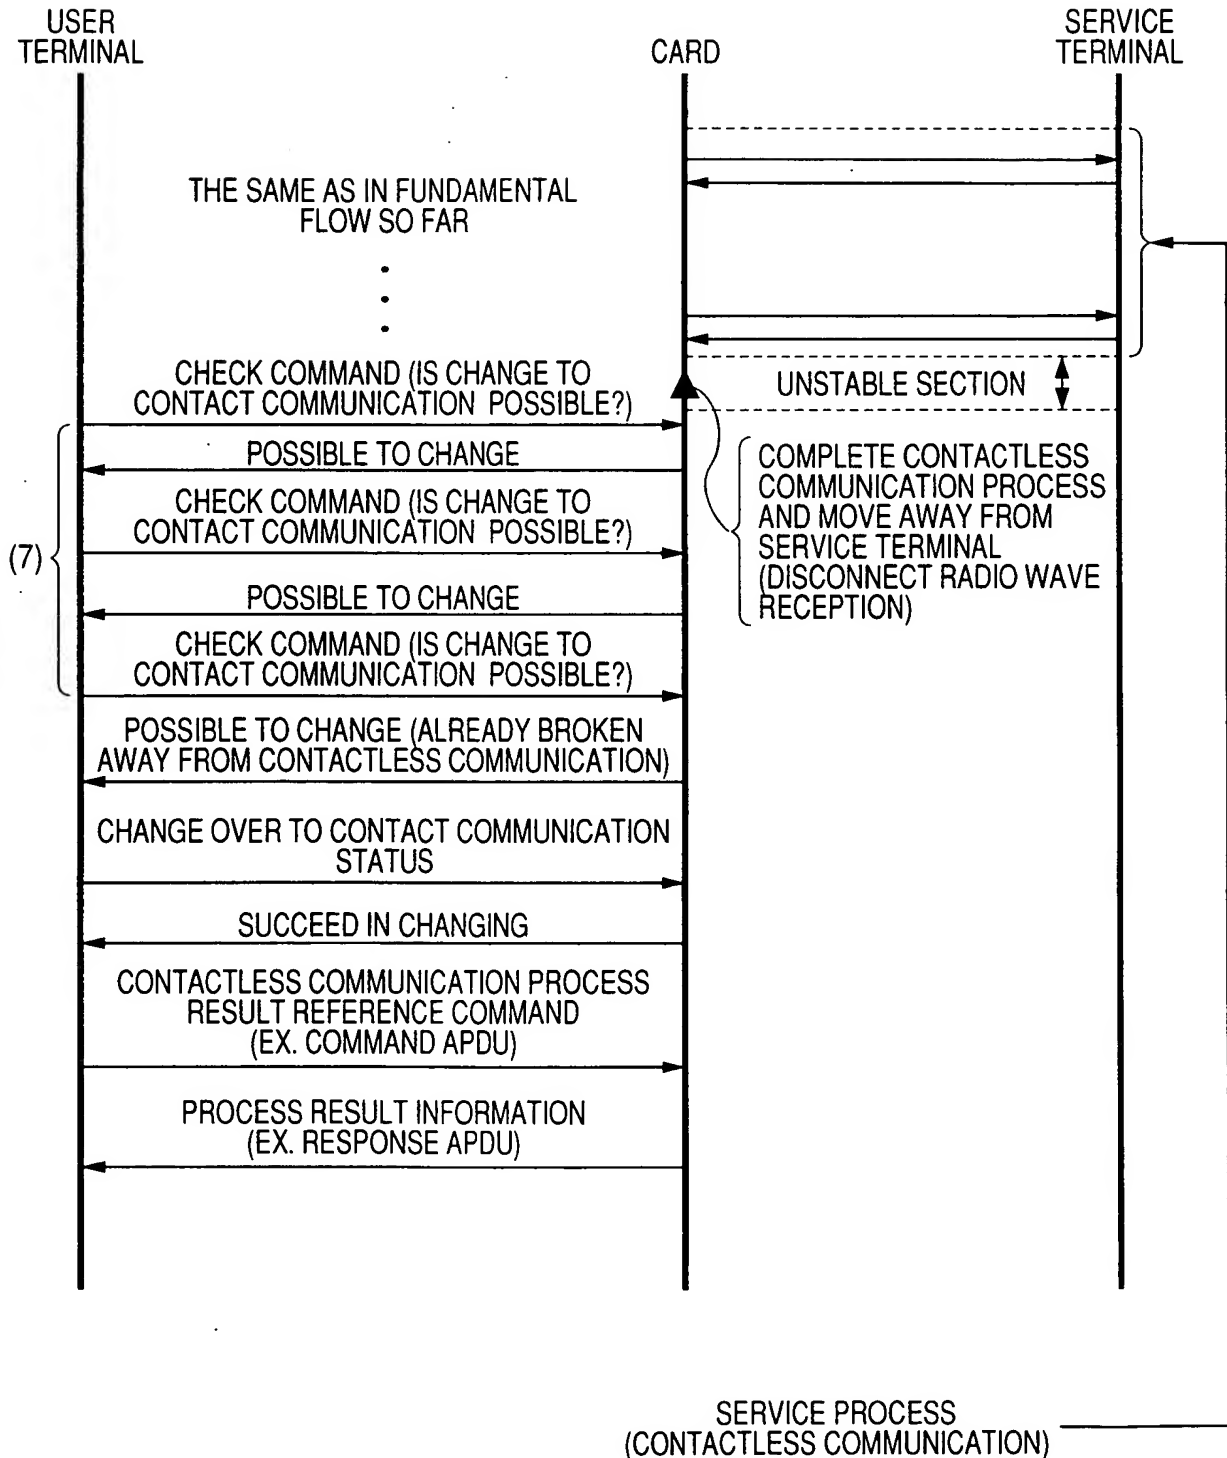 USER
TERMINAL
CARD
SERVICE
TERMINAL
THE SAME AS IN FUNDAMENTAL
FLOW SO FAR
CHECK COMMAND (IS CHANGE TO
CONTACT COMMUNICATION POSSIBLE?)
UNSTABLE SECTION
POSSIBLE TO CHANGE
CHECK COMMAND (IS CHANGE TO
CONTACT COMMUNICATION POSSIBLE?)
(7)
POSSIBLE TO CHANGE
CHECK COMMAND (IS CHANGE TO
CONTACT COMMUNICATION POSSIBLE?)
COMPLETE CONTACTLESS
COMMUNICATION PROCESS
AND MOVE AWAY FROM
SERVICE TERMINAL
(DISCONNECT RADIO WAVE
RECEPTION)
POSSIBLE TO CHANGE (ALREADY BROKEN
AWAY FROM CONTACTLESS COMMUNICATION)
CHANGE OVER TO CONTACT COMMUNICATION
STATUS
SUCCEED IN CHANGING
CONTACTLESS COMMUNICATION PROCESS
RESULT REFERENCE COMMAND
(EX. COMMAND APDU)
PROCESS RESULT INFORMATION
(EX. RESPONSE APDU)
SERVICE PROCESS
(CONTACTLESS COMMUNICATION)